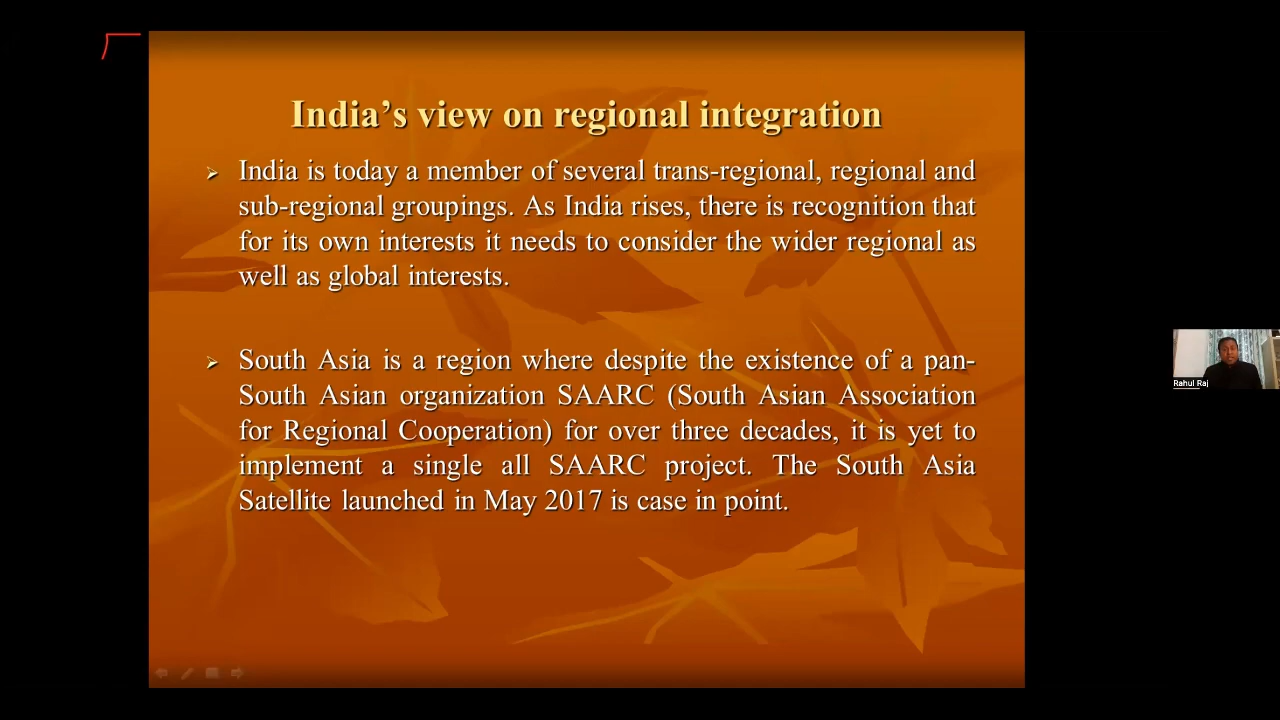 India’s view on regional integration
India is today a member of several trans-regional, regional and
sub-regional groupings. As India rises, there is recognition that
for its own interests it needs to consider the wider regional as
well as global interests.
South Asia is a region where despite the existence of a pan-
South Asian organization SAARC (South Asian Association
for Regional Cooperation) for over three decades, it is yet to
implement a single all SAARC project. The South Asia
Satellite launched in May 2017 is case in point.
Rahul Raj